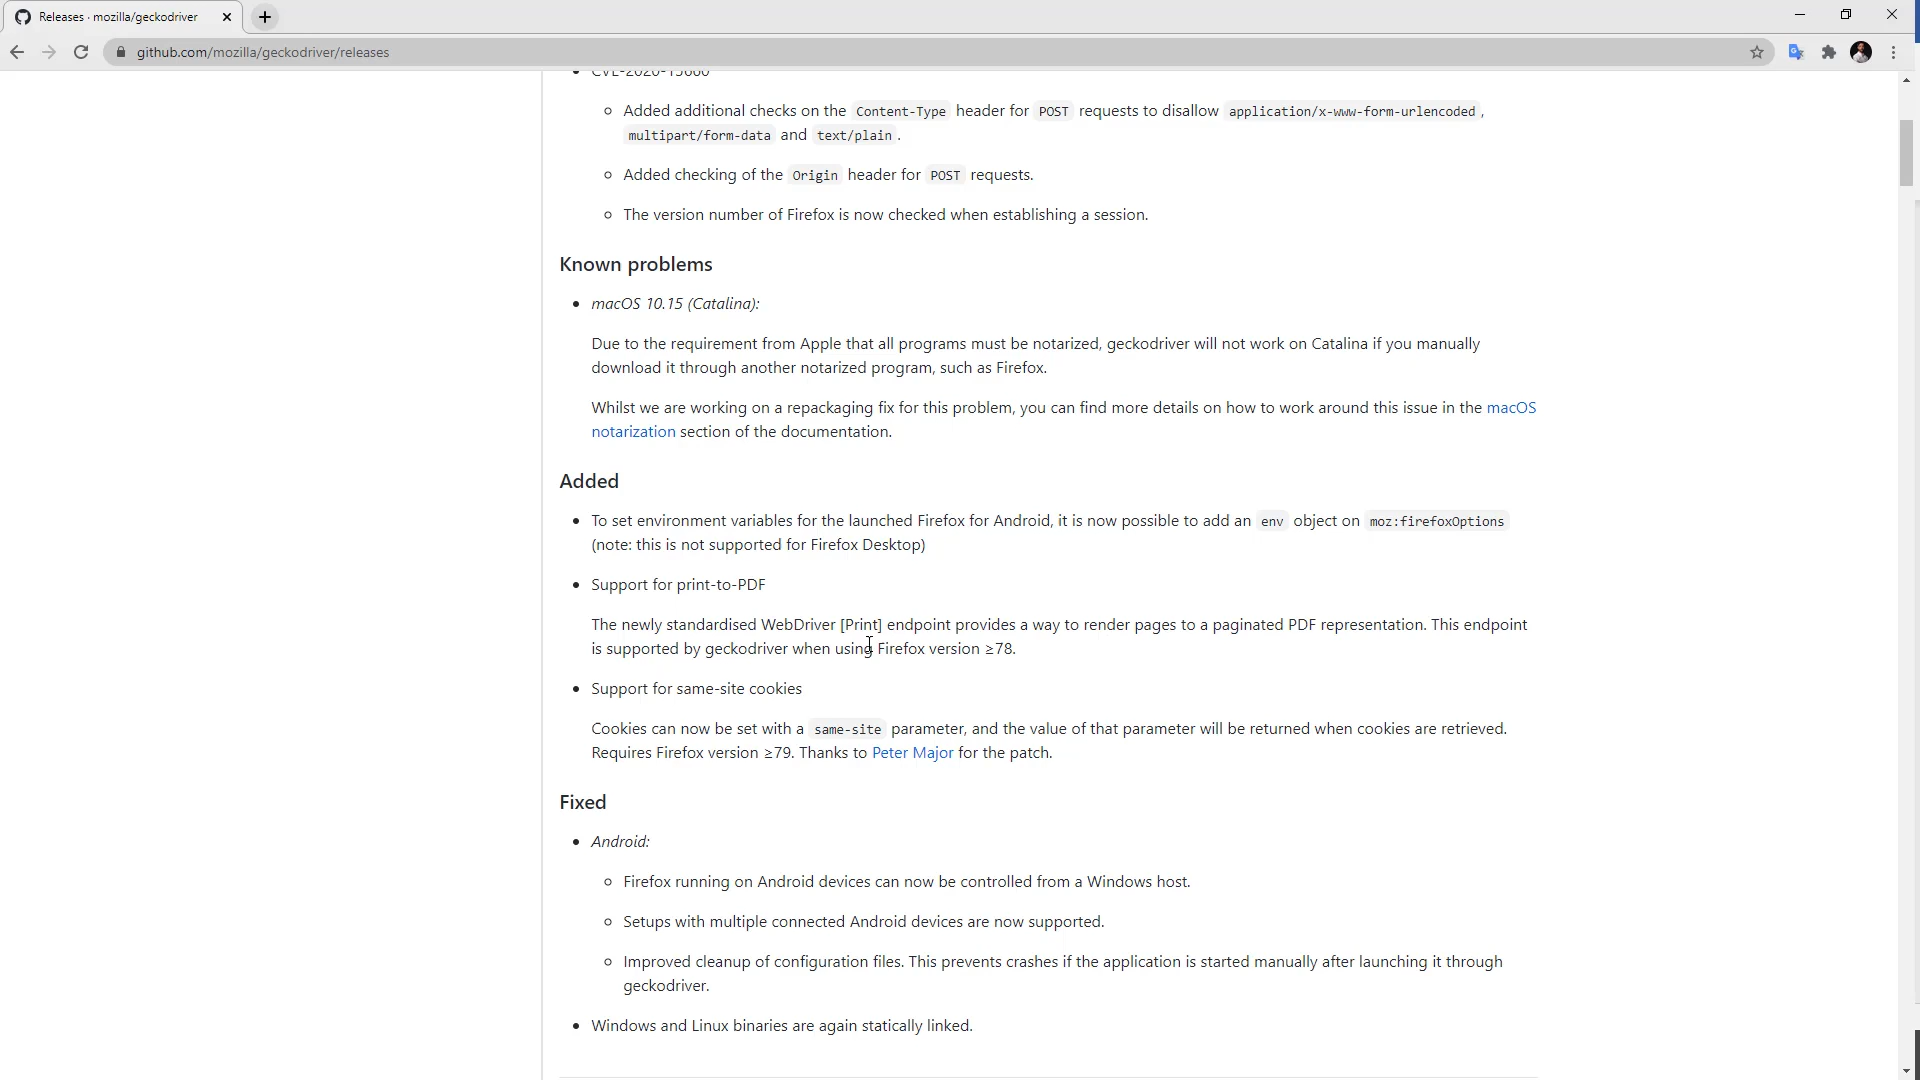 Releases · mozilla/geckodriver
github.com/mozilla/geckodriver/releases
Added additional checks on the Content-Type header for POST requests to disallow application/x-www-form-urlencoded ,
multipart/form-data and text/plain .
Added checking of the Origin header for POST requests.
The version number of Firefox is now checked when establishing a session.
Known problems
macOS 10.15 (Catalina):
Due to the requirement from Apple that all programs must be notarized, geckodriver will not work on Catalina if you manually
download it through another notarized program, such as Firefox.
Whilst we are working on a repackaging fix for this problem, you can find more details on how to work around this issue in the macOS
notarization section of the documentation.
Added
To set environment variables for the launched Firefox for Android, it is now possible to add an env object on moz:firefoxOptions
(note: this is not supported for Firefox Desktop)
Support for print-to-PDF
The newly standardised WebDriver [Print] endpoint provides a way to render pages to a paginated PDF representation. This endpoint
is supported by geckodriver when using Firefox version ≥78.
Support for same-site cookies
Cookies can now be set with a same-site parameter, and the value of that parameter will be returned when cookies are retrieved.
Requires Firefox version ≥79. Thanks to Peter Major for the patch.
Fixed
Android:
Firefox running on Android devices can now be controlled from a Windows host.
Setups with multiple connected Android devices are now supported.
Improved cleanup of configuration files. This prevents crashes if the application is started manually after launching it through
geckodriver.
Windows and Linux binaries are again statically linked.